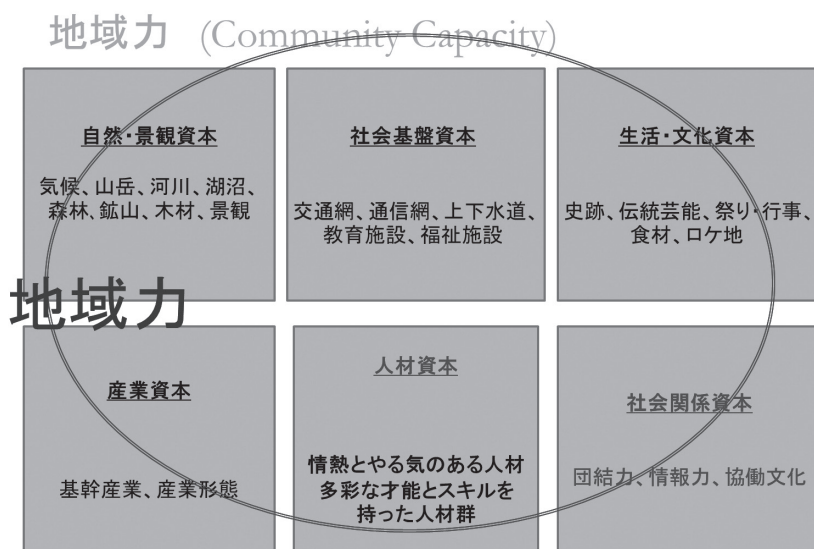 地域力 (Community Capacity)
自然・景観資本
気候、山岳、河川、湖沼、
森林、鉱山、木材、景観
社会基盤資本
交通網、通信網、上下水道、
教育施設、福祉施設
生活・文化資本
史跡、伝統芸能、祭り・行事、
食材、ロケ地
地域力
産業資本
基幹産業、産業形態
人材資本
情熱とやる気のある人材
多彩な才能とスキルを
持った人材群
社会関係資本
団結力、情報力、協働文化